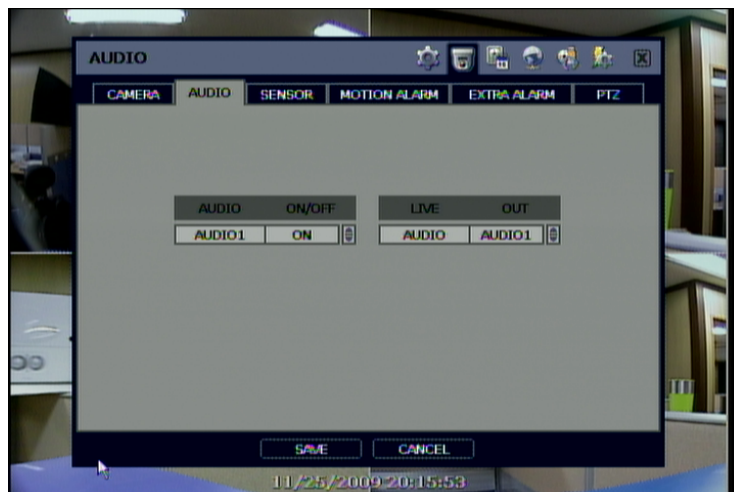 AUDIO
CAMERA AUDIO SENSOR MOTION ALARM EXTRA ALARM PTZ
AUDIO ON/OFF LIVE OUT
AUDIO1 ON AUDIO AUDIO1
SAVE CANCEL
11/25/2009 20:15:53